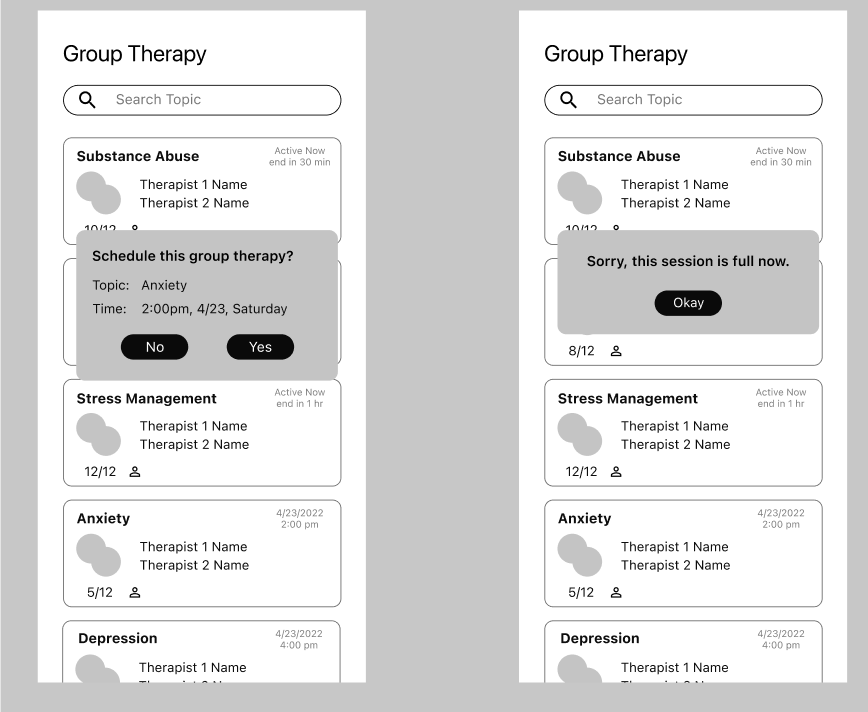 Group Therapy
Search Topic
Substance Abuse
Active Now
end in 30 min
Therapist 1 Name
Therapist 2 Name
10/12
Schedule this group therapy?
Topic: Anxiety
Time: 2:00pm, 4/23, Saturday
No Yes
Stress Management
Active Now
end in 1 hr
Therapist 1 Name
Therapist 2 Name
12/12
Anxiety
4/23/2022
2:00 pm
Therapist 1 Name
Therapist 2 Name
5/12
Depression
4/23/2022
4:00 pm
Therapist 1 Name
Therapist 2 Name
Group Therapy
Search Topic
Substance Abuse
Active Now
end in 30 min
Therapist 1 Name
Therapist 2 Name
10/12
Sorry, this session is full now.
Okay
8/12
Stress Management
Active Now
end in 1 hr
Therapist 1 Name
Therapist 2 Name
12/12
Anxiety
4/23/2022
2:00 pm
Therapist 1 Name
Therapist 2 Name
5/12
Depression
4/23/2022
4:00 pm
Therapist 1 Name
Therapist 2 Name